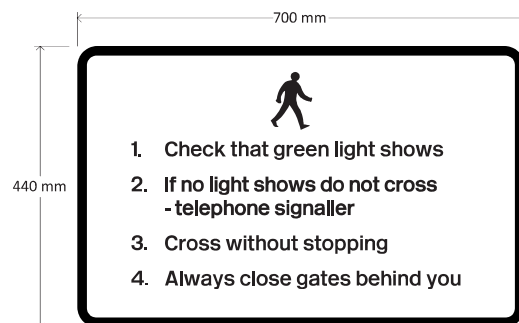 700 mm
440 mm
1. Check that green light shows
2. If no light shows do not cross
- telephone signaller
3. Cross without stopping
4. Always close gates behind you